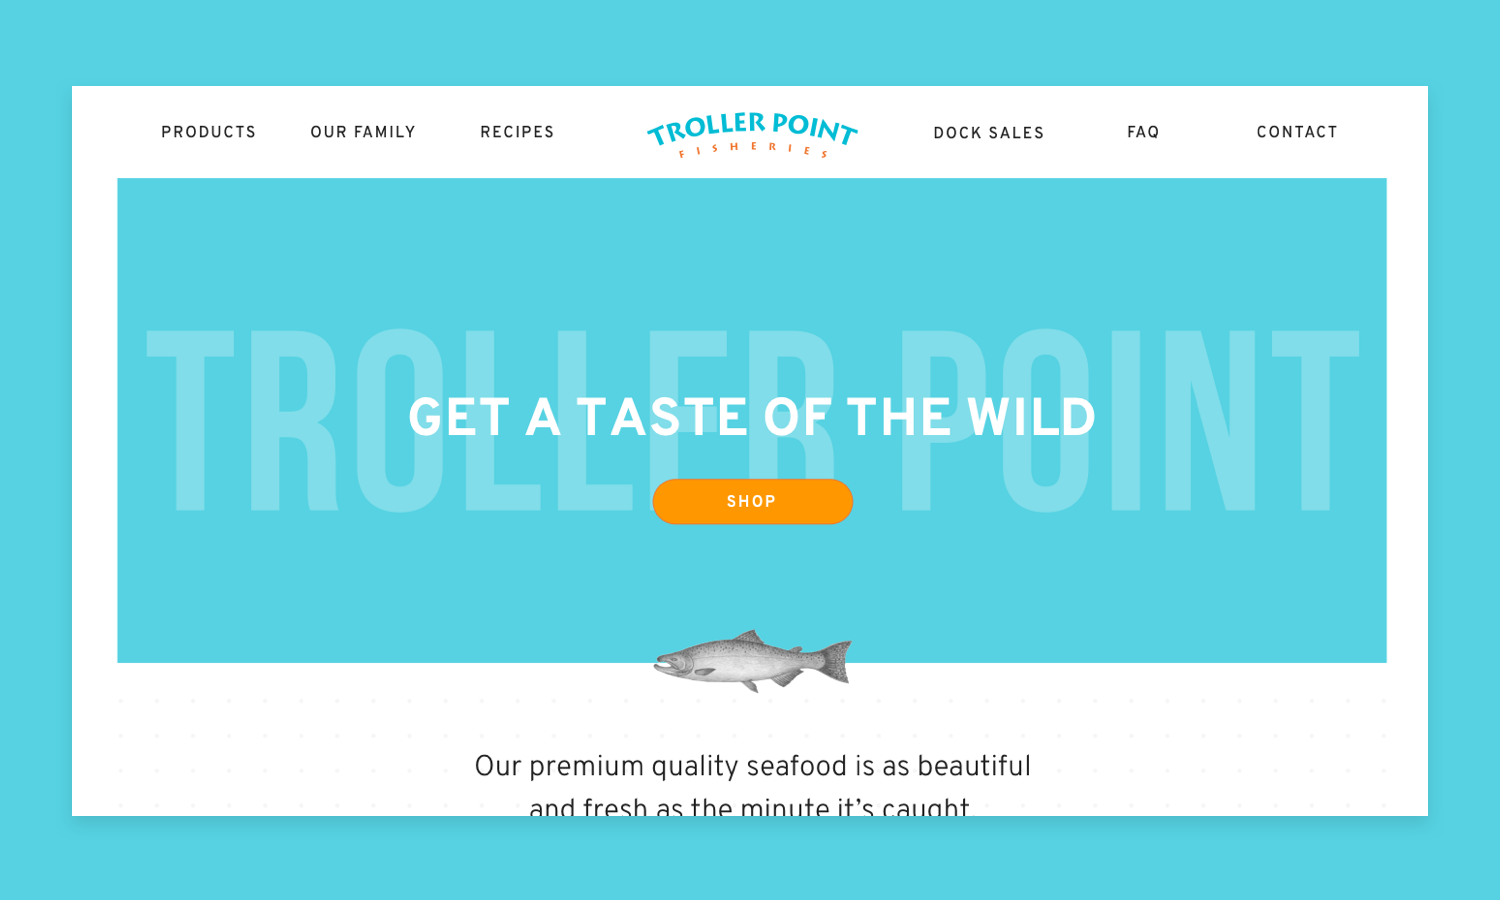 PRODUCTS
OUR FAMILY
RECIPES
TROLLER POINT
FISHERIES
DOCK SALES
FAQ
CONTACT
TROLLER POINT
GET A TASTE OF THE WILD
SHOP
Our premium quality seafood is as beautiful
and fresh as the minute it’s caught.